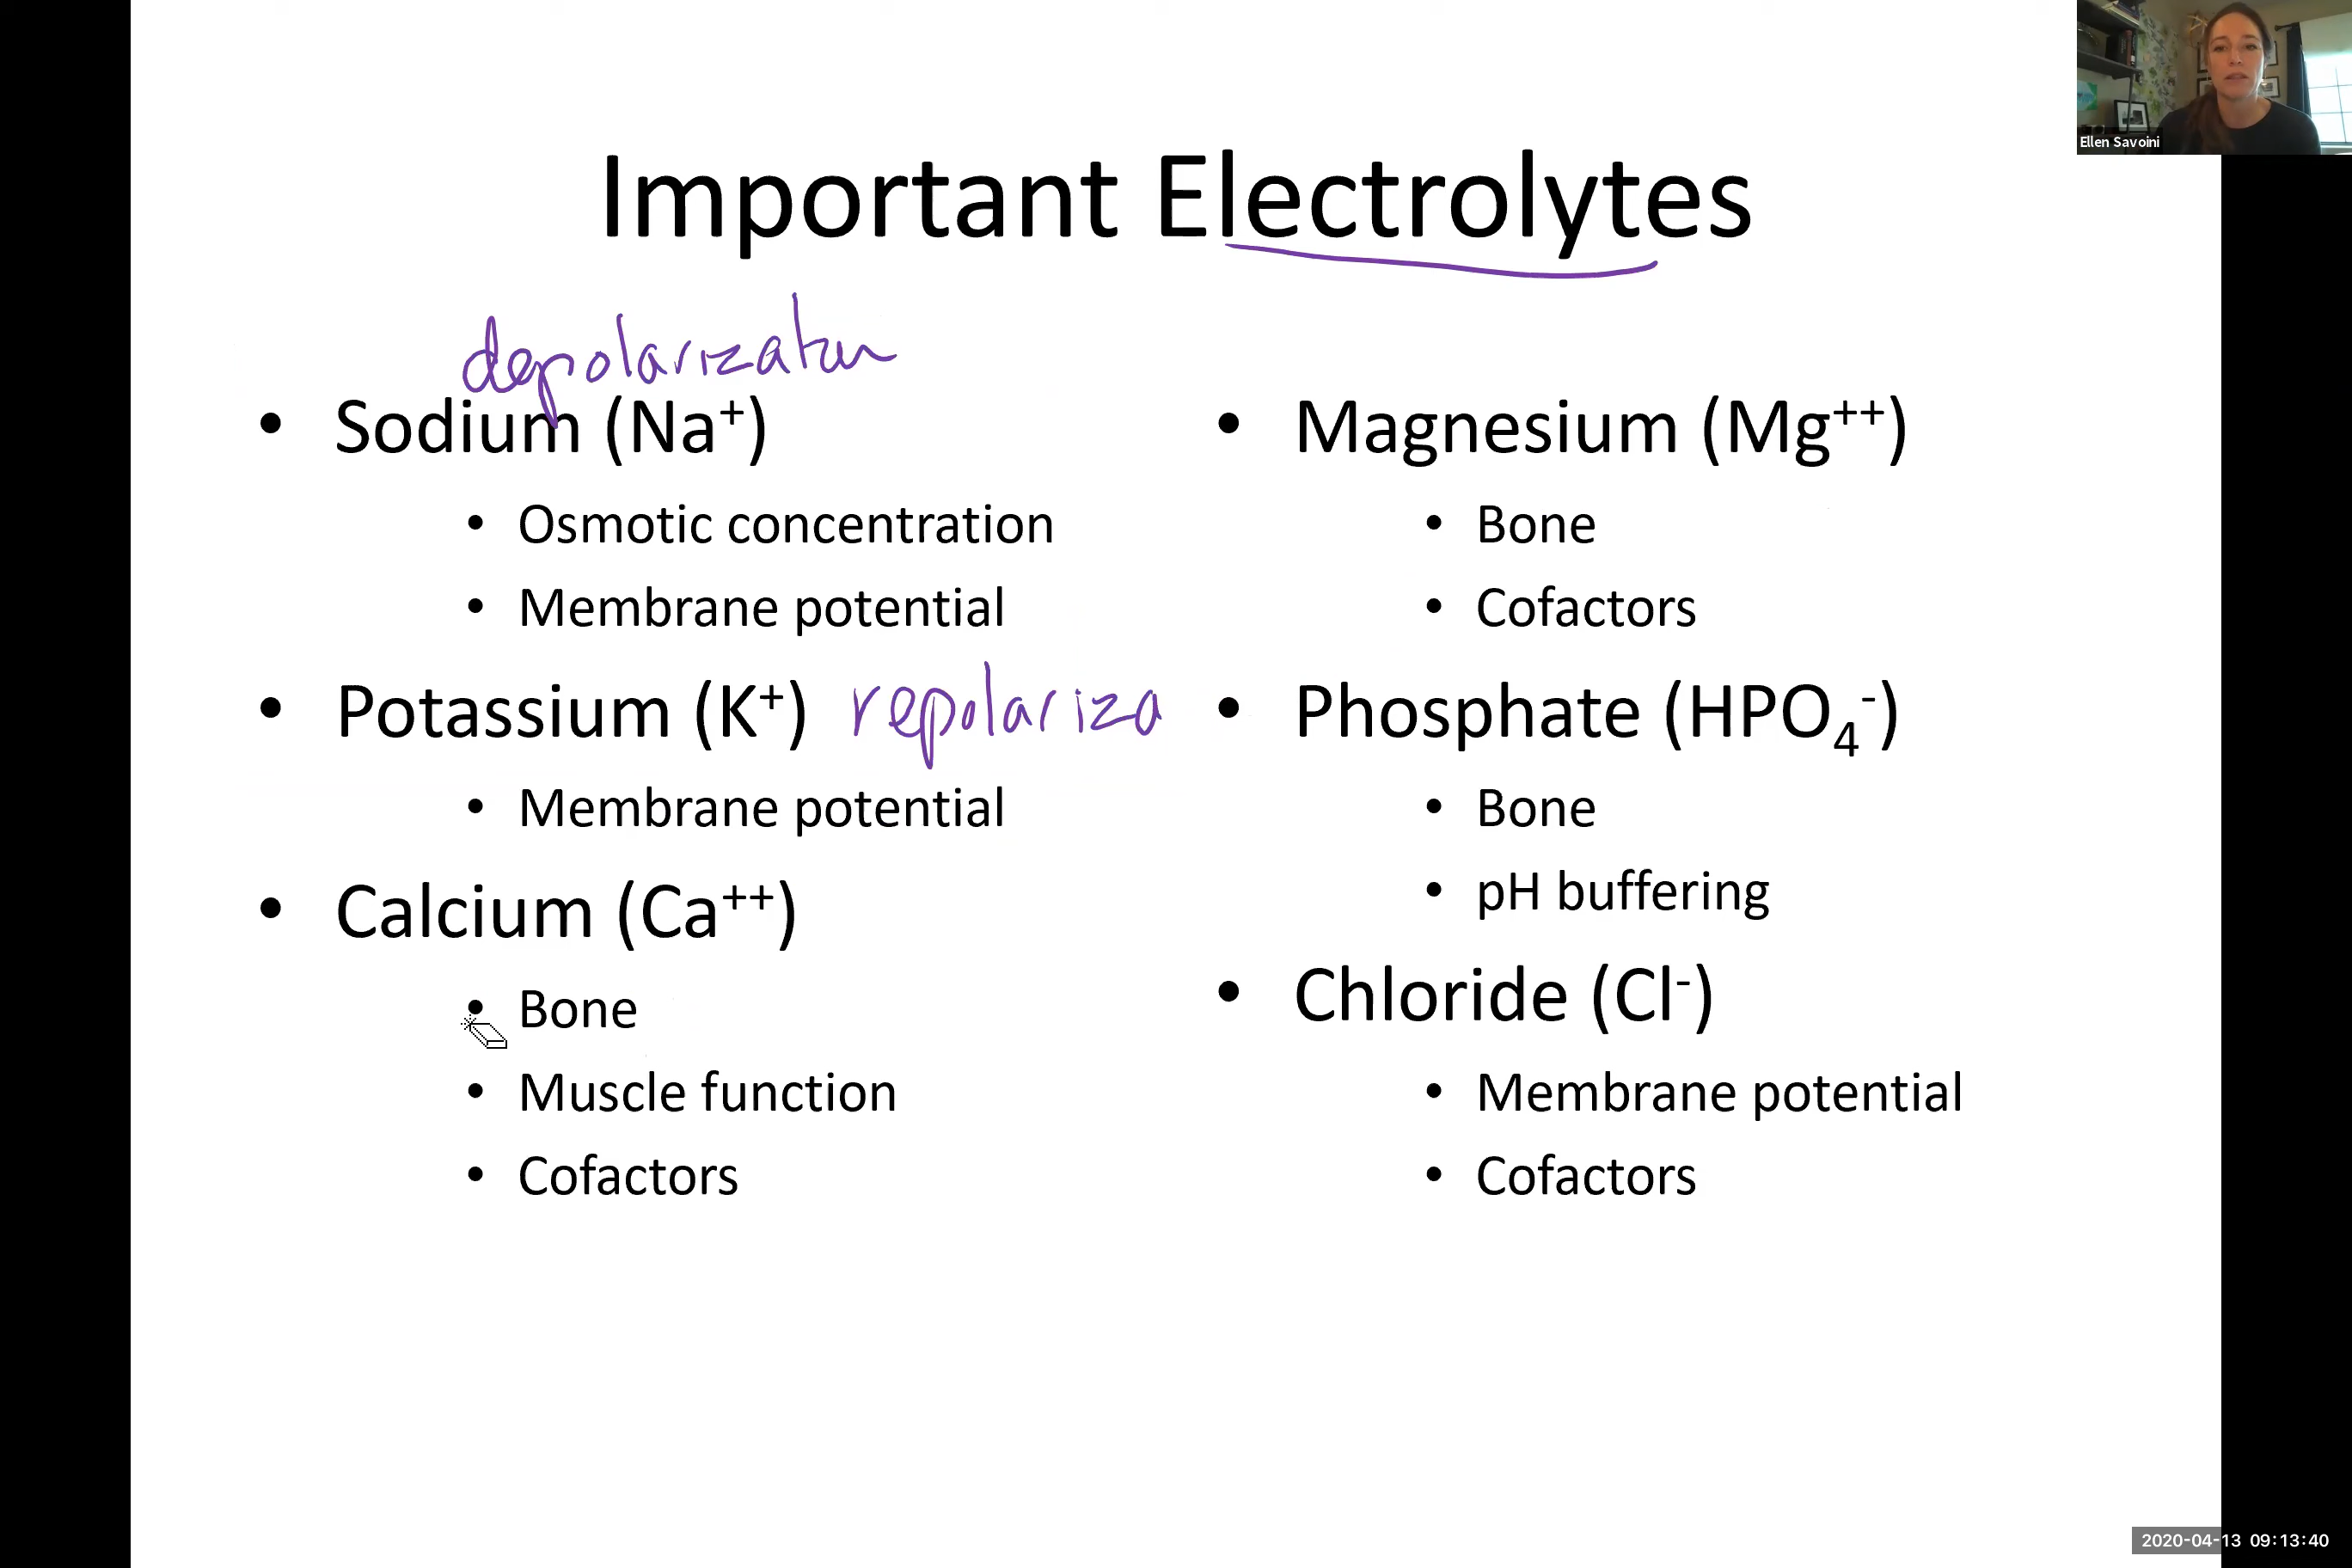 Ellen Savoini
Important Electrolytes
depolarization
• Sodium (Na⁺)
• Osmotic concentration
• Membrane potential
• Potassium (K⁺) repolariza
• Membrane potential
• Calcium (Ca⁺⁺)
• Bone
• Muscle function
• Cofactors
• Magnesium (Mg⁺⁺)
• Bone
• Cofactors
• Phosphate (HPO₄⁻)
• Bone
• pH buffering
• Chloride (Cl⁻)
• Membrane potential
• Cofactors
2020-04-13 09:13:40